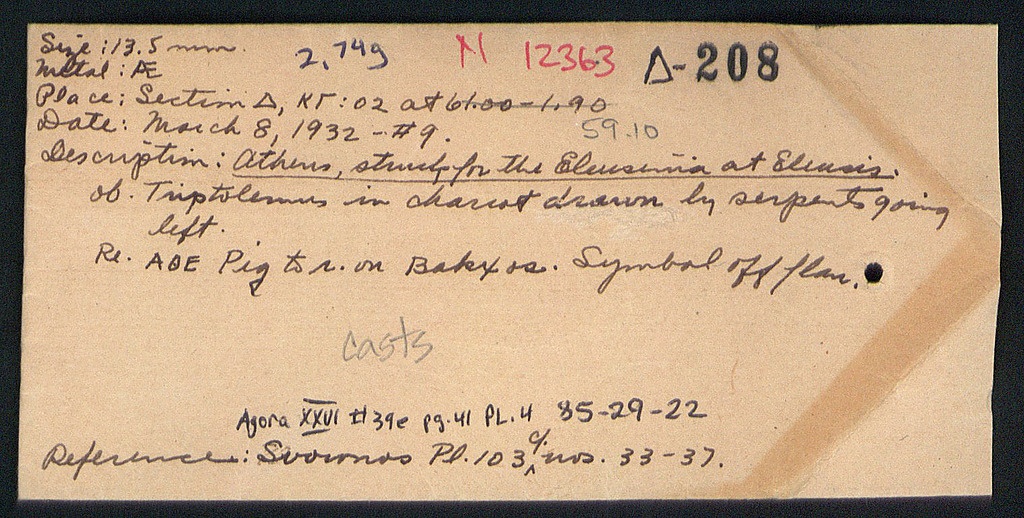 Size: 13.5 mm. 2,74g N 12363 Δ-208
Metal: Æ
Place: Section Δ, ΚΓ:02 at 61.00-1.90
Date: March 8, 1932 - #9. 59.10
Description: Athens, struck for the Eleusinia at Eleusis.
ob. Triptolemus in chariot drawn by serpents going
left.
Re. ΑΘΕ Pig to r. on Bakχos. Symbol off flan.
casts
Agora XXVI #39e pg.41 PL.4 85-29-22
Reference: Svoronos Pl. 103 cf. nos. 33-37.